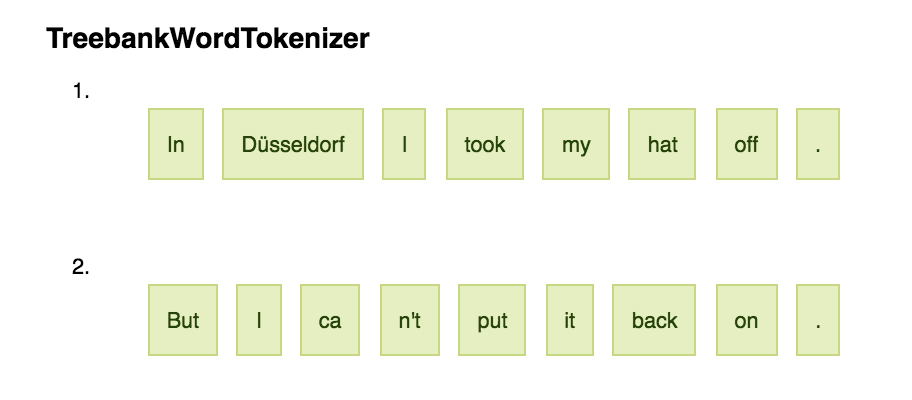 TreebankWordTokenizer
1.
In Düsseldorf I took my hat off .
2.
But I ca n't put it back on .